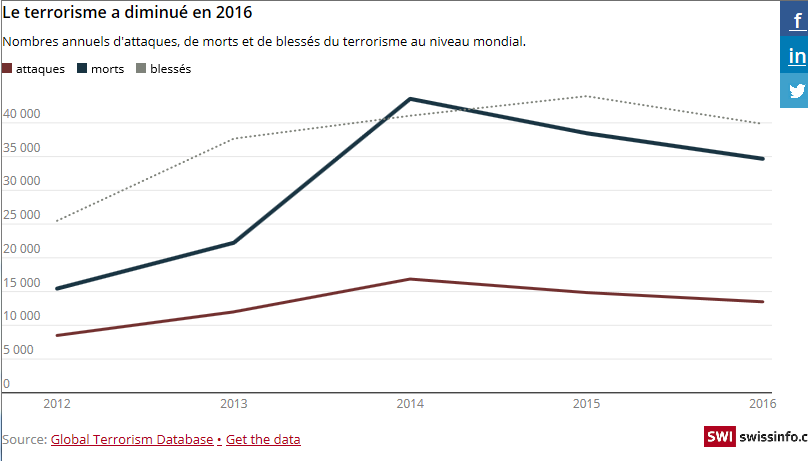 Le terrorisme a diminué en 2016
Nombres annuels d'attaques, de morts et de blessés du terrorisme au niveau mondial.
attaques morts blessés
40 000
35 000
30 000
25 000
20 000
15 000
10 000
5 000
0
2012 2013 2014 2015 2016
Source: Global Terrorism Database • Get the data
SWI swissinfo.c
f
in